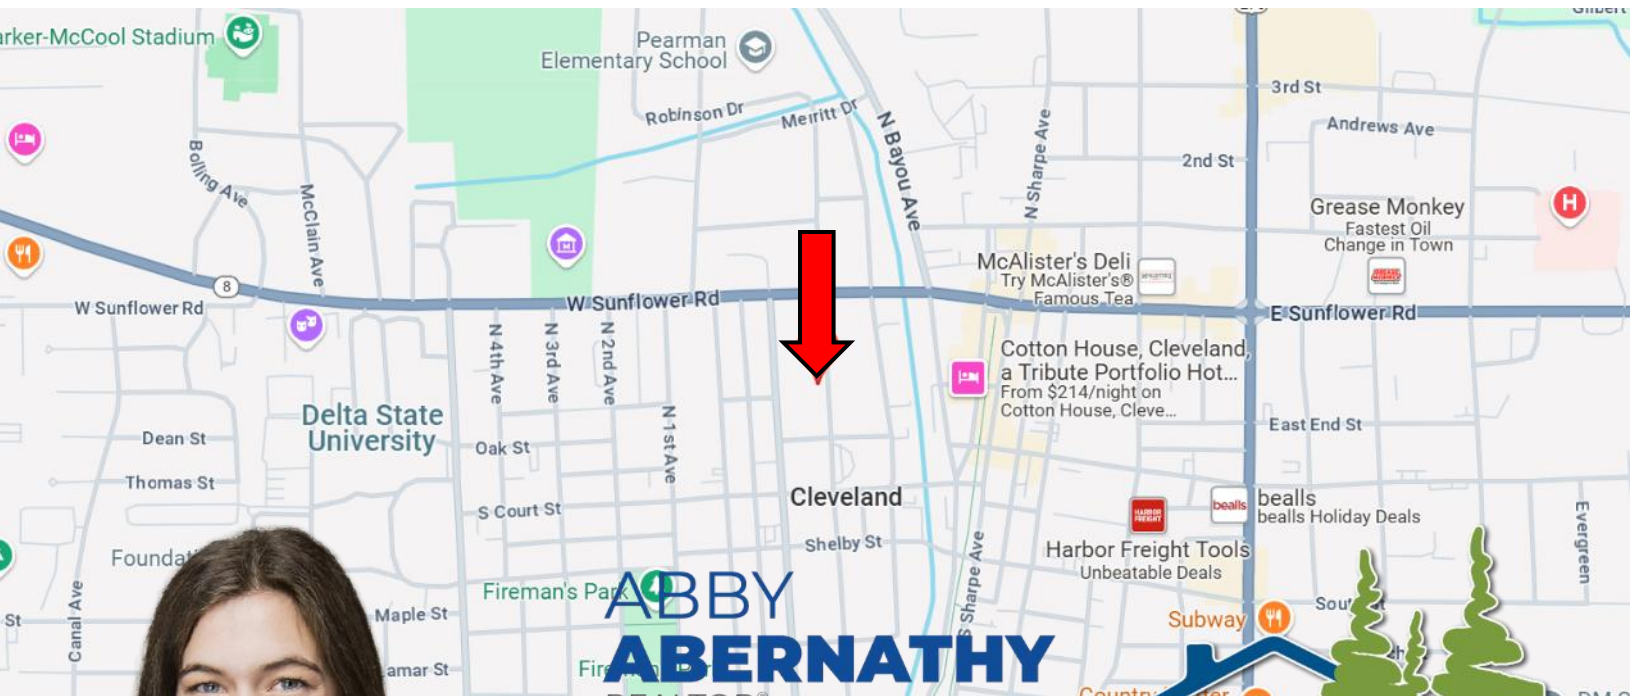 Pearman
Elementary School
Robinson Dr
Merritt Dr
N Bayou Ave
N Sharpe Ave
3rd St
Andrews Ave
2nd St
Bolling Ave
McClain Ave
Grease Monkey
Fastest Oil
Change in Town
H
McAlister's Deli
Try McAlister's®
Famous Tea
8
W Sunflower Rd
W Sunflower Rd
E Sunflower Rd
N 4th Ave
N 3rd Ave
N 2nd Ave
N 1st Ave
Cotton House, Cleveland,
a Tribute Portfolio Hot...
From $214/night on
Cotton House, Cleve...
Delta State
University
Dean St
Oak St
East End St
Thomas St
S Court St
Cleveland
HARBOR
FREIGHT
bealls
bealls
bealls Holiday Deals
Shelby St
Harbor Freight Tools
Unbeatable Deals
Evergreen
S Sharpe Ave
Canal Ave
Maple St
Fireman's Park
Subway
St
ABBY
ABERNATHY
REALTOR®